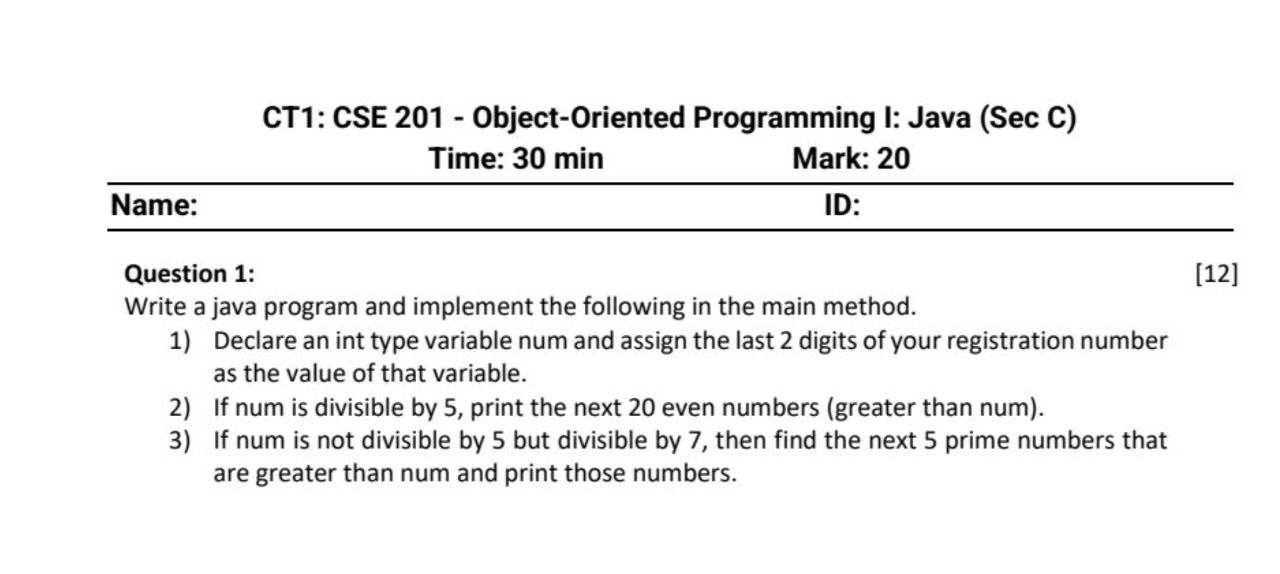 CT1: CSE 201 - Object-Oriented Programming I: Java (Sec C)
Time: 30 min Mark: 20
Name: ID:
Question 1: [12]
Write a java program and implement the following in the main method.
1) Declare an int type variable num and assign the last 2 digits of your registration number
as the value of that variable.
2) If num is divisible by 5, print the next 20 even numbers (greater than num).
3) If num is not divisible by 5 but divisible by 7, then find the next 5 prime numbers that
are greater than num and print those numbers.